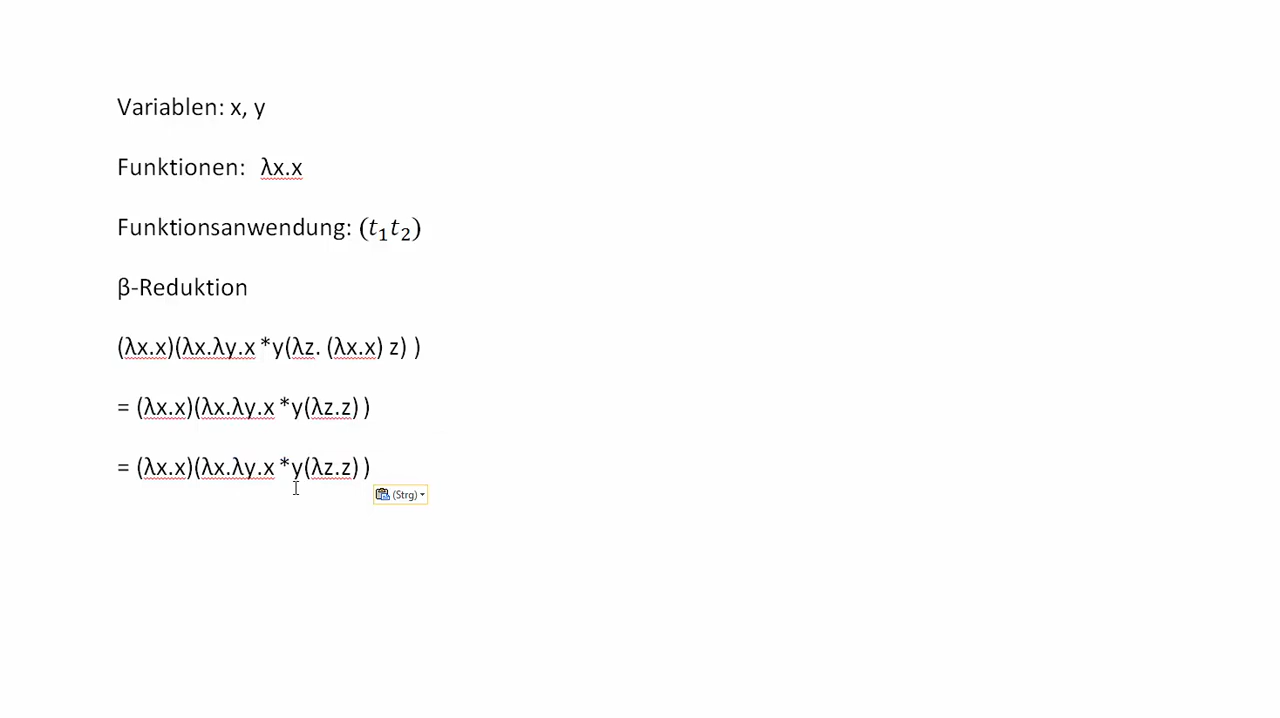 Variablen: x, y
Funktionen: λx.x
Funktionsanwendung: (t₁t₂)
β-Reduktion
(λx.x)(λx.λy.x *y(λz. (λx.x) z) )
= (λx.x)(λx.λy.x *y(λz.z) )
= (λx.x)(λx.λy.x *y(λz.z) )
(Strg)